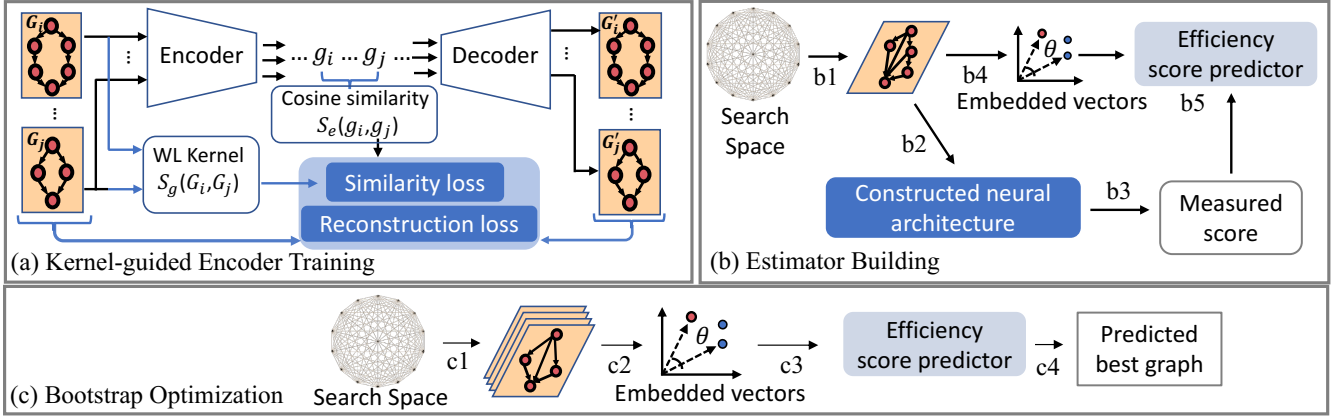 G_i
⋮
G_j
⋮
Encoder
... g_i ... g_j ...
⋮
Decoder
⋮
G'_i
⋮
G'_j
Cosine similarity
S_e(g_i,g_j)
WL Kernel
S_g(G_i,G_j)
Similarity loss
Reconstruction loss
(a) Kernel-guided Encoder Training
Search
Space
b1
b4
θ
Embedded vectors
Efficiency
score predictor
b5
b2
Constructed neural
architecture
b3
Measured
score
(b) Estimator Building
Search Space
c1
c2
θ
Embedded vectors
c3
Efficiency
score predictor
c4
Predicted
best graph
(c) Bootstrap Optimization